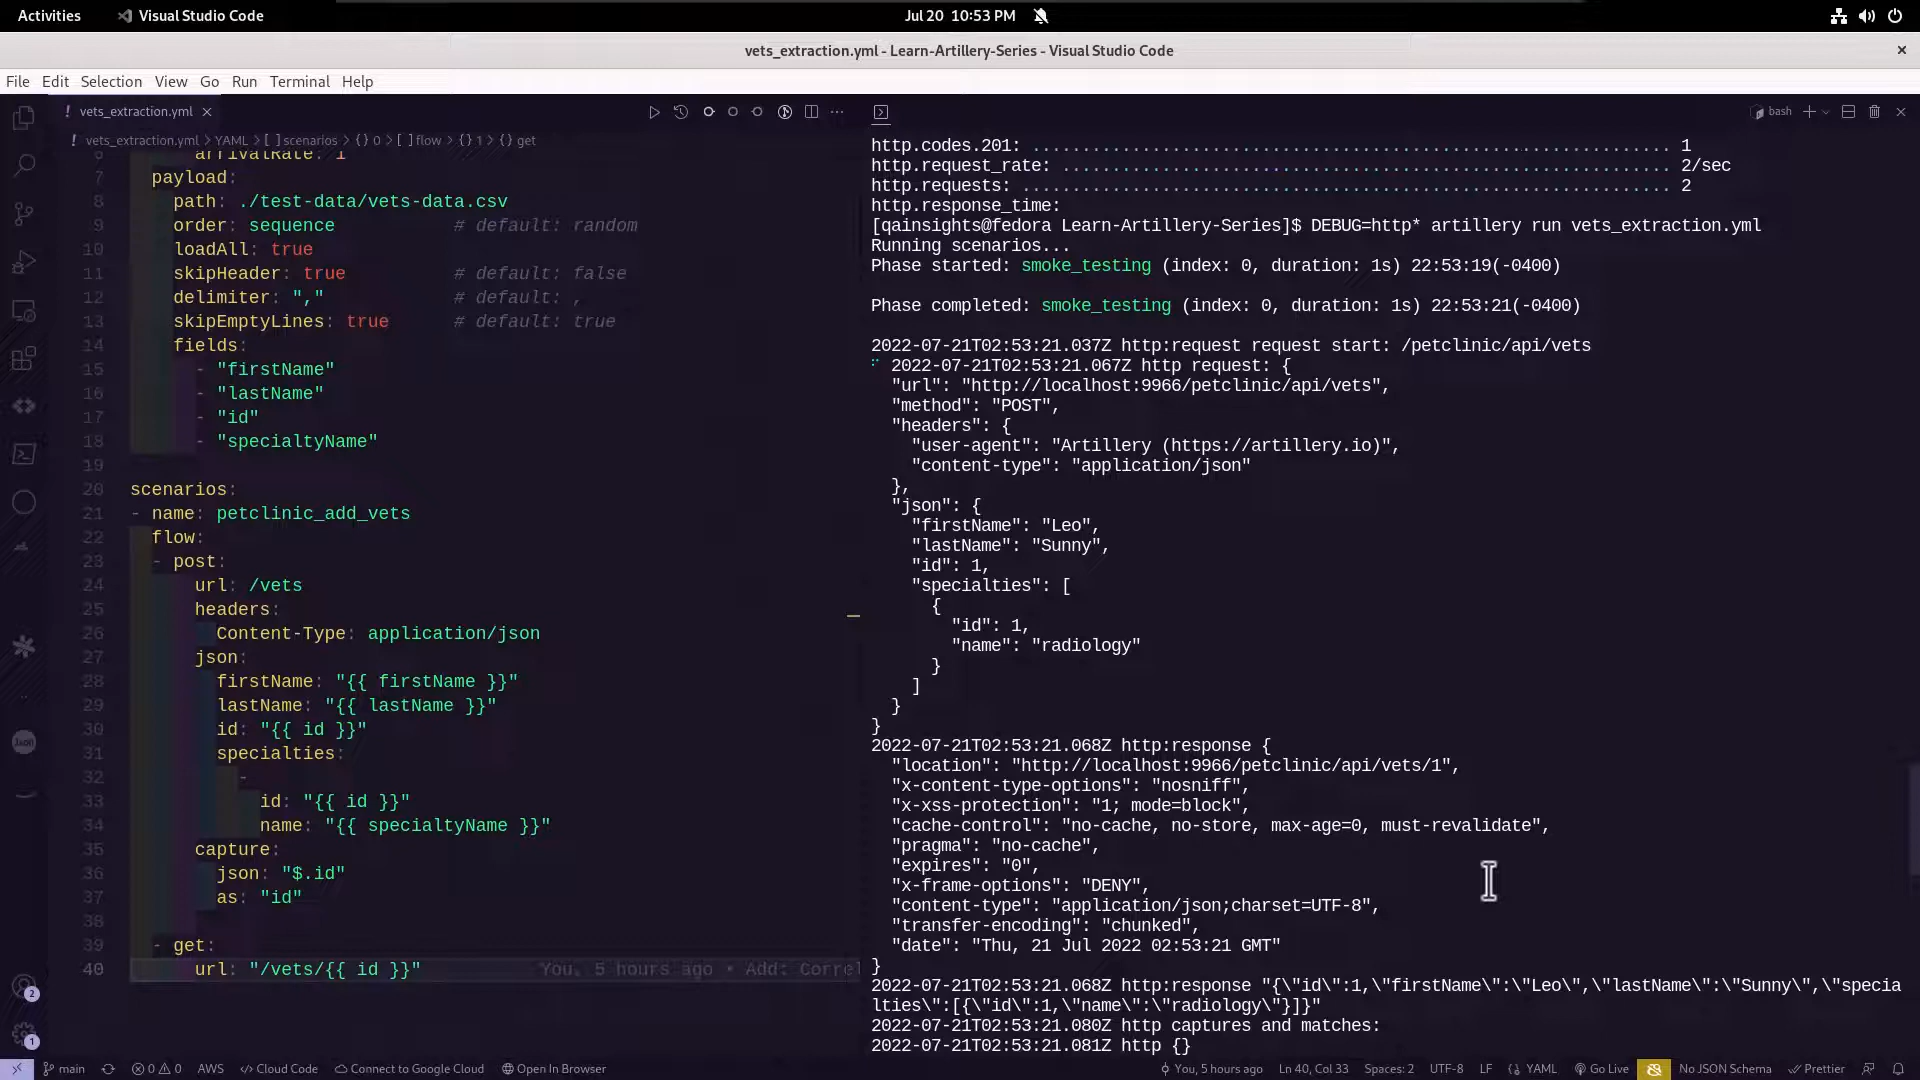 Activities
Visual Studio Code
Jul 20 10:53 PM
vets_extraction.yml - Learn-Artillery-Series - Visual Studio Code
File Edit Selection View Go Run Terminal Help
! vets_extraction.yml
! vets_extraction.yml > YAML > [ ] scenarios > {} 0 > [ ] flow > {} 1 > {} get
6 arrivalRate: 1
7 payload:
8 path: ./test-data/vets-data.csv
9 order: sequence # default: random
10 loadAll: true
11 skipHeader: true # default: false
12 delimiter: "," # default: ,
13 skipEmptyLines: true # default: true
14 fields:
15 - "firstName"
16 - "lastName"
17 - "id"
18 - "specialtyName"
19
20 scenarios:
21 - name: petclinic_add_vets
22 flow:
23 - post:
24 url: /vets
25 headers:
26 Content-Type: application/json
27 json:
28 firstName: "{{ firstName }}"
29 lastName: "{{ lastName }}"
30 id: "{{ id }}"
31 specialties:
32 -
33 id: "{{ id }}"
34 name: "{{ specialtyName }}"
35 capture:
36 json: "$.id"
37 as: "id"
38
39 - get:
40 url: "/vets/{{ id }}" You, 5 hours ago • Add: Correl
bash
http.codes.201: ................................................................ 1
http.request_rate: ............................................................. 2/sec
http.requests: ................................................................. 2
http.response_time:
[qainsights@fedora Learn-Artillery-Series]$ DEBUG=http* artillery run vets_extraction.yml
Running scenarios...
Phase started: smoke_testing (index: 0, duration: 1s) 22:53:19(-0400)
Phase completed: smoke_testing (index: 0, duration: 1s) 22:53:21(-0400)
2022-07-21T02:53:21.037Z http:request request start: /petclinic/api/vets
2022-07-21T02:53:21.067Z http request: {
"url": "http://localhost:9966/petclinic/api/vets",
"method": "POST",
"headers": {
"user-agent": "Artillery (https://artillery.io)",
"content-type": "application/json"
},
"json": {
"firstName": "Leo",
"lastName": "Sunny",
"id": 1,
"specialties": [
{
"id": 1,
"name": "radiology"
}
]
}
}
2022-07-21T02:53:21.068Z http:response {
"location": "http://localhost:9966/petclinic/api/vets/1",
"x-content-type-options": "nosniff",
"x-xss-protection": "1; mode=block",
"cache-control": "no-cache, no-store, max-age=0, must-revalidate",
"pragma": "no-cache",
"expires": "0",
"x-frame-options": "DENY",
"content-type": "application/json;charset=UTF-8",
"transfer-encoding": "chunked",
"date": "Thu, 21 Jul 2022 02:53:21 GMT"
}
2022-07-21T02:53:21.068Z http:response "{\"id\":1,\"firstName\":\"Leo\",\"lastName\":\"Sunny\",\"specia
lties\":[{\"id\":1,\"name\":\"radiology\"}]}"
2022-07-21T02:53:21.080Z http captures and matches:
2022-07-21T02:53:21.081Z http {}
2
1
json
main 0 0 AWS Cloud Code Connect to Google Cloud Open In Browser
You, 5 hours ago Ln 40, Col 33 Spaces: 2 UTF-8 LF YAML Go Live No JSON Schema Prettier